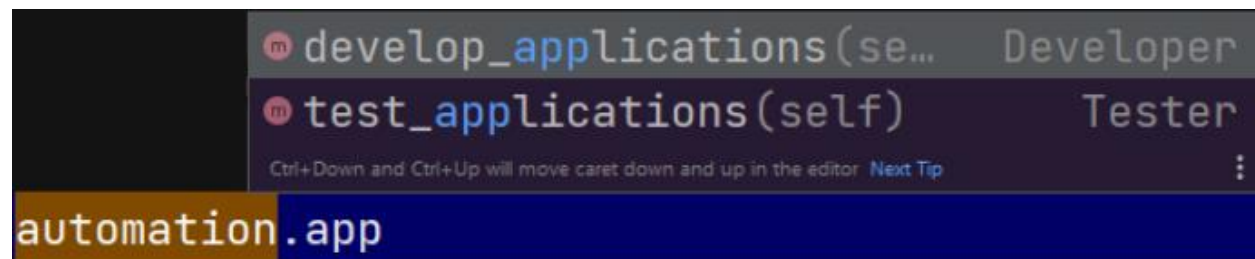 m develop_applications(se… Developer
m test_applications(self) Tester
Ctrl+Down and Ctrl+Up will move caret down and up in the editor Next Tip
automation.app